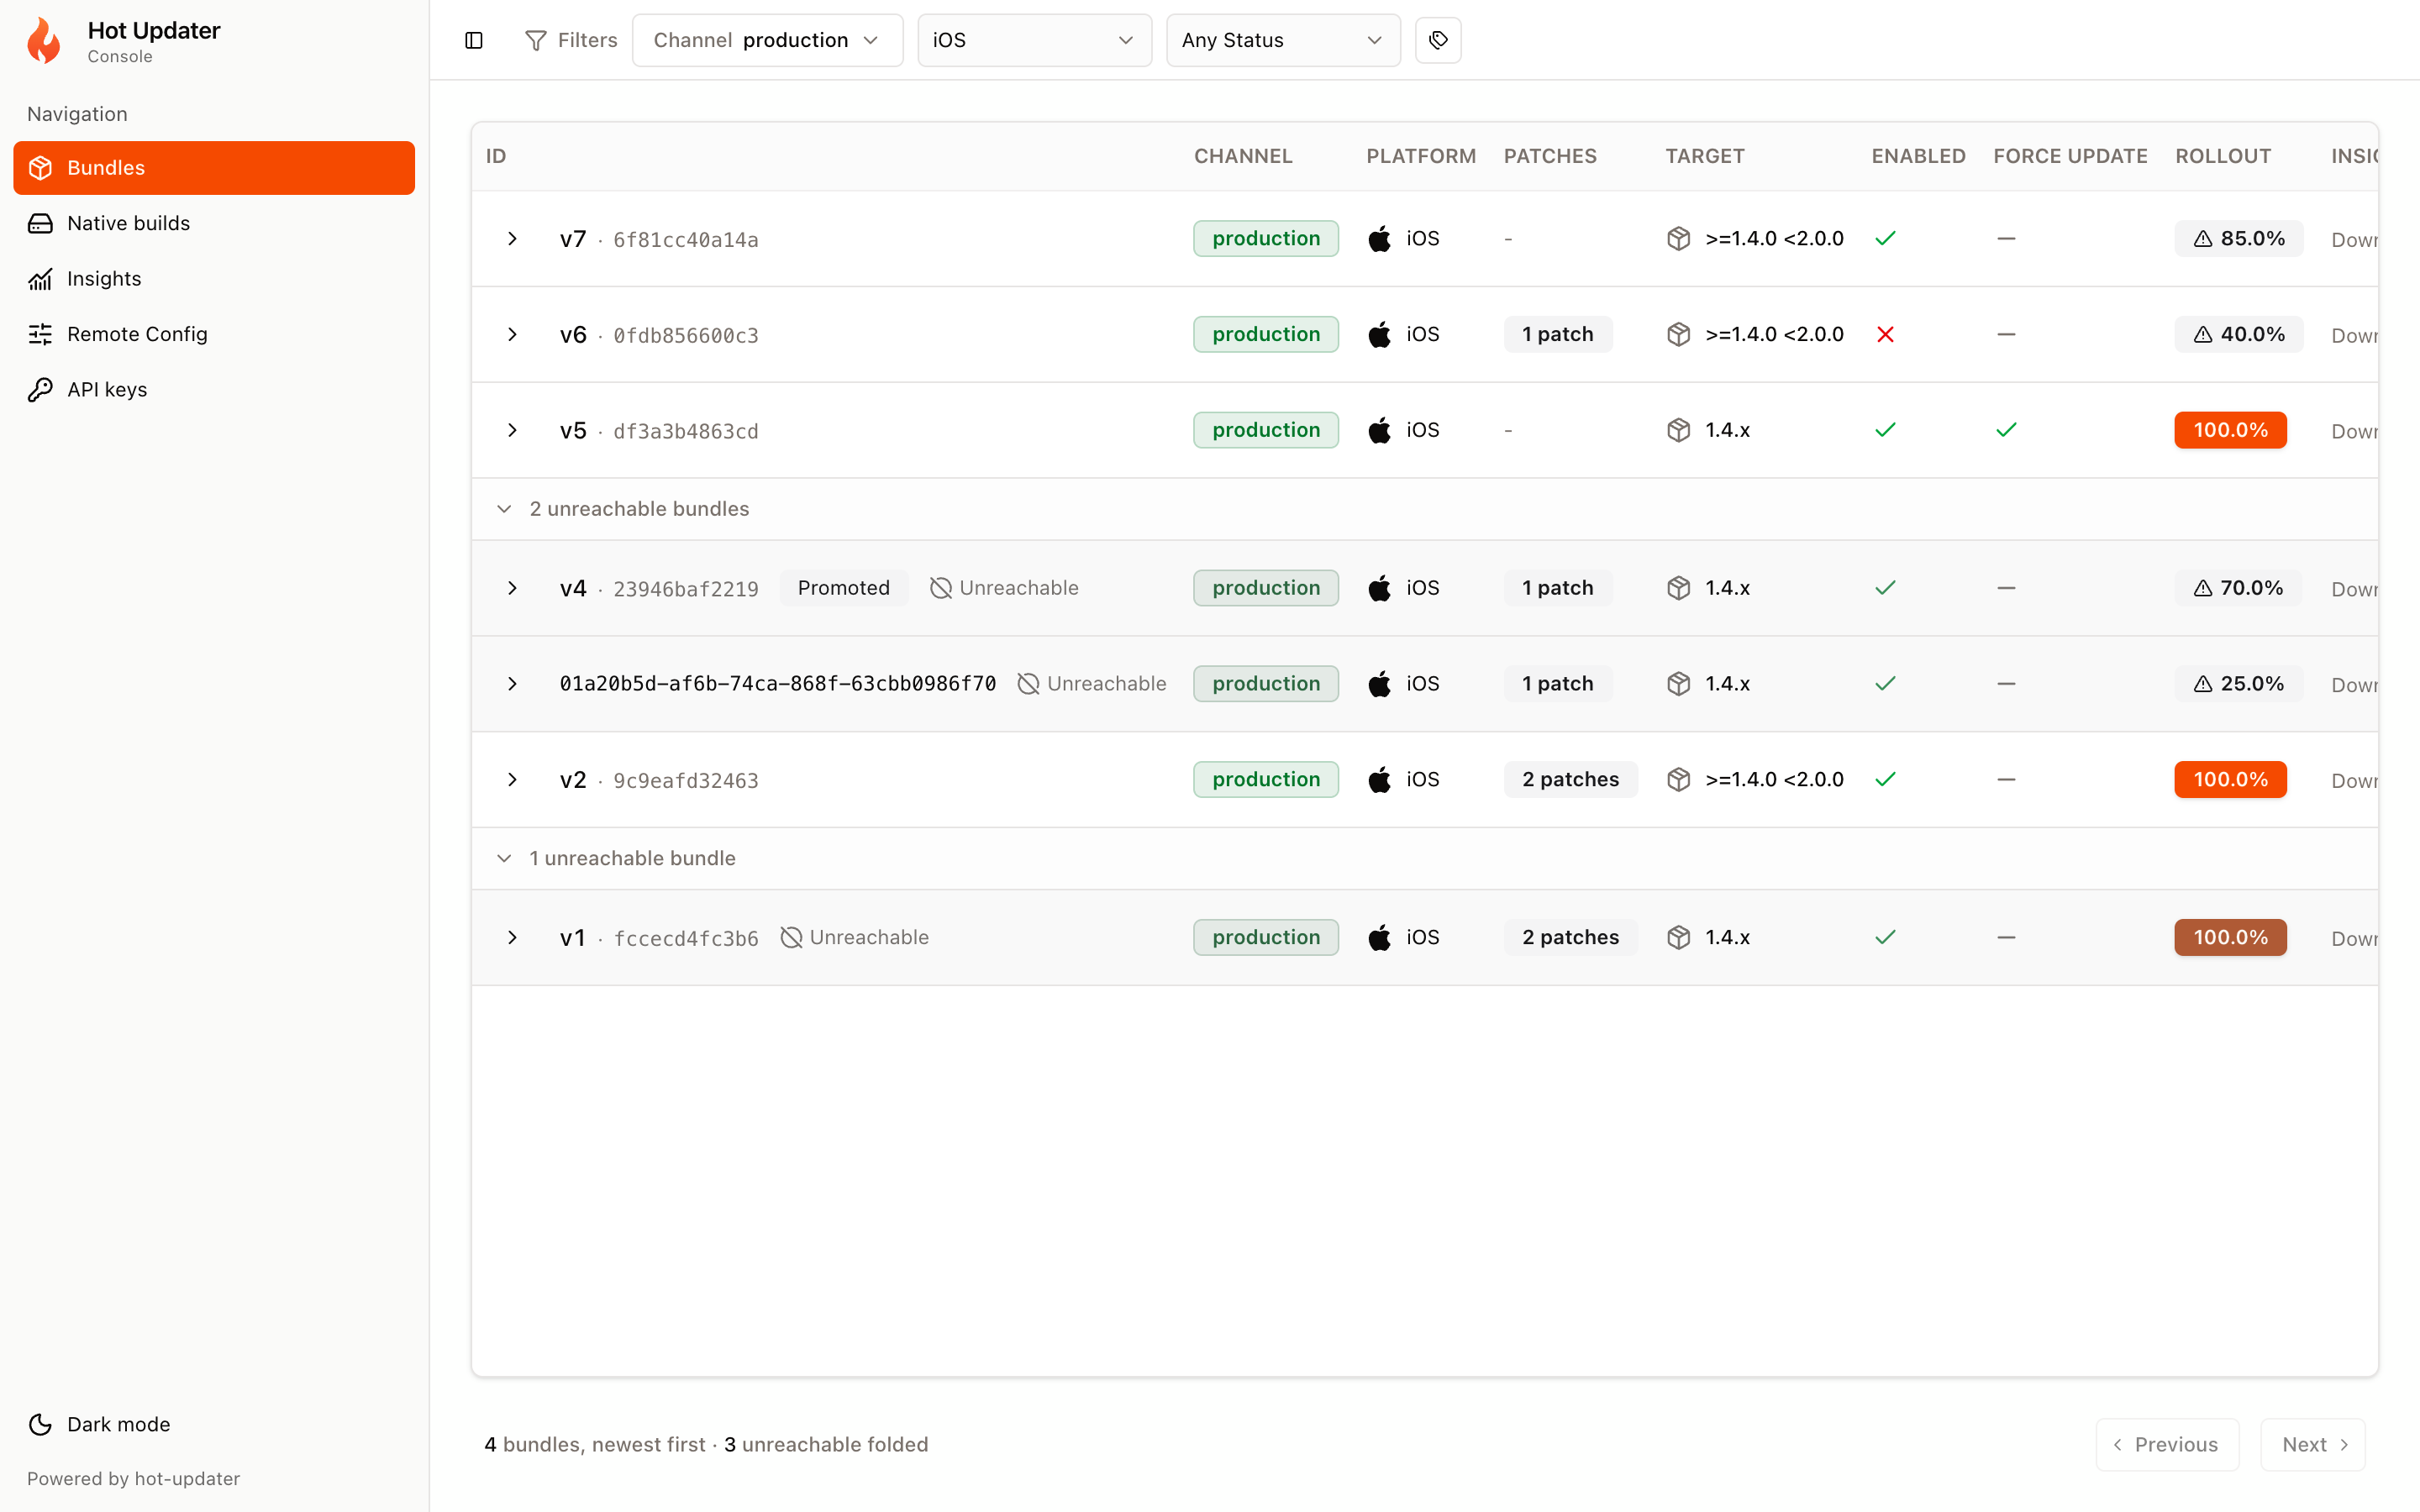 Hot Updater
Console
Filters
Channel production
iOS
Any Status
Navigation
Bundles
Native builds
Insights
Remote Config
API keys
ID CHANNEL PLATFORM PATCHES TARGET ENABLED FORCE UPDATE ROLLOUT
v7 · 6f81cc40a14a production iOS - >=1.4.0 <2.0.0 — 85.0%
v6 · 0fdb856600c3 production iOS 1 patch >=1.4.0 <2.0.0 — 40.0%
v5 · df3a3b4863cd production iOS - 1.4.x 100.0%
2 unreachable bundles
v4 · 23946baf2219 Promoted Unreachable production iOS 1 patch 1.4.x — 70.0%
01a20b5d-af6b-74ca-868f-63cbb0986f70 Unreachable production iOS 1 patch 1.4.x — 25.0%
v2 · 9c9eafd32463 production iOS 2 patches >=1.4.0 <2.0.0 — 100.0%
1 unreachable bundle
v1 · fccecd4fc3b6 Unreachable production iOS 2 patches 1.4.x — 100.0%
4 bundles, newest first · 3 unreachable folded
Previous
Next
Dark mode
Powered by hot-updater